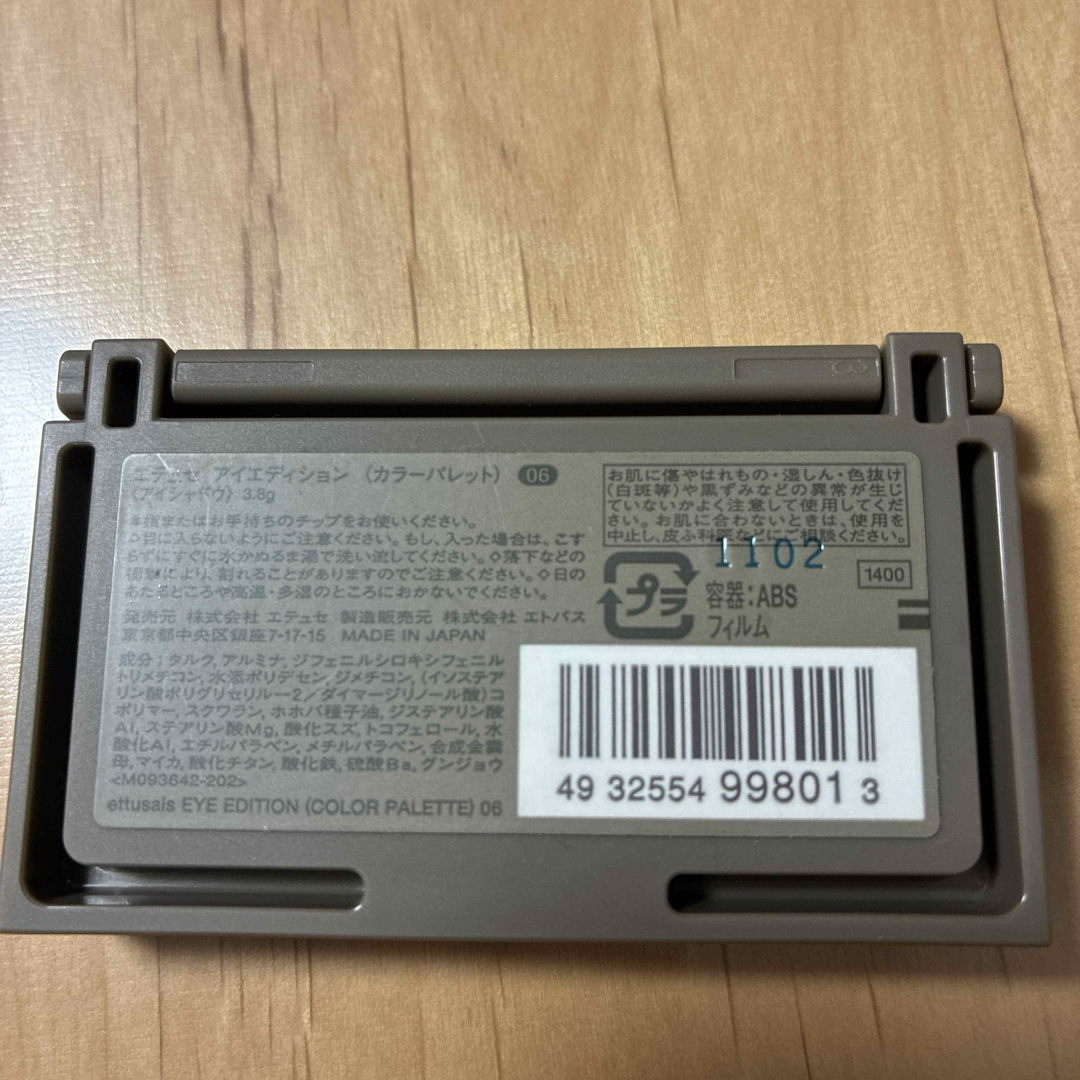 エテュセ アイエディション （カラーパレット） 06
〈アイシャドウ〉 3.8g
●指またはお手持ちのチップをお使いください。
◇目に入らないようにご注意ください。もし、入った場合は、こす
らずにすぐに水かぬるま湯で洗い流してください。◇落下などの
衝撃により、割れることがありますのでご注意ください。◇日の
あたるところや高温・多湿のところにおかないでください。
発売元 株式会社 エテュセ 製造販売元 株式会社 エトバス
東京都中央区銀座7-17-15 MADE IN JAPAN
成分：タルク, アルミナ, ジフェニルシロキシフェニル
トリメチコン, 水添ポリデセン, ジメチコン, （イソステア
リン酸ポリグリセリルー2／ダイマージリノール酸）コ
ポリマー, スクワラン, ホホバ種子油, ジステアリン酸
Al, ステアリン酸Mg, 酸化スズ, トコフェロール, 水
酸化Al, エチルパラベン, メチルパラベン, 合成金雲
母, マイカ, 酸化チタン, 酸化鉄, 硫酸Ba, グンジョウ
<M093642-202>
ettusais EYE EDITION (COLOR PALETTE) 06
お肌に傷やはれもの・湿しん・色抜け
（白斑等）や黒ずみなどの異常が生じ
ていないかよく注意して使用してくだ
さい。お肌に合わないときは、使用を
中止し、皮ふ科医などにご相談ください。
1102
プラ
容器：ABS
フィルム
1400
49 32554 99801 3
3